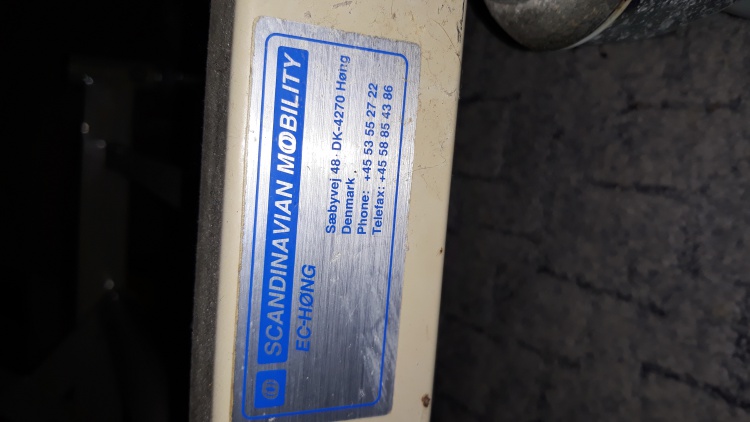 SCANDINAVIAN MOBILITY
EC-HØNG
Sæbyvej 48 · DK-4270 Høng
Denmark
Phone: +45 53 55 27 22
Telefax: +45 58 85 43 86